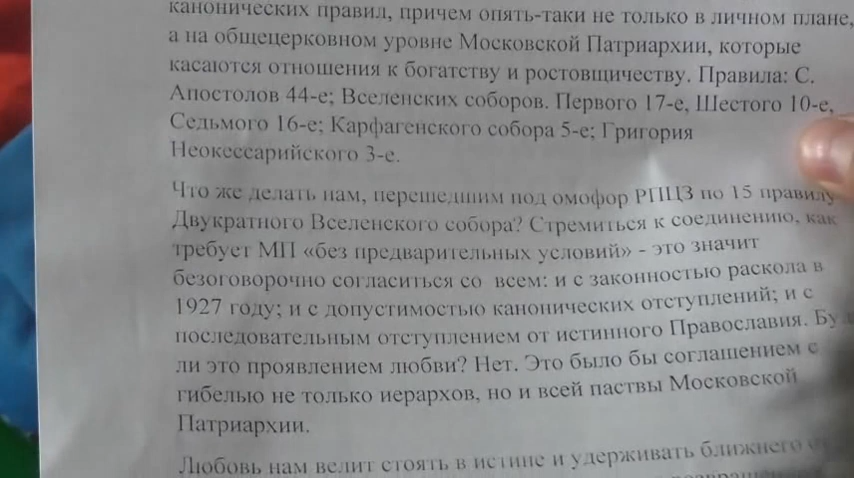 канонических правил, причем опять-таки не только в личном плане,
а на общецерковном уровне Московской Патриархии, которые
касаются отношения к богатству и ростовщичеству. Правила: С.
Апостолов 44-е; Вселенских соборов. Первого 17-е, Шестого 10-е,
Седьмого 16-е; Карфагенского собора 5-е; Григория
Неокессарийского 3-е.
Что же делать нам, перешедшим под омофор РПЦЗ по 15 правилу
Двукратного Вселенского собора? Стремиться к соединению, как
требует МП «без предварительных условий» - это значит
безоговорочно согласиться со всем: и с законностью раскола в
1927 году; и с допустимостью канонических отступлений; и с
последовательным отступлением от истинного Православия.
ли это проявлением любви? Нет. Это было бы соглашением с
гибелью не только иерархов, но и всей паствы Московской
Патриархии.
Любовь нам велит стоять в истине и удерживать ближнего